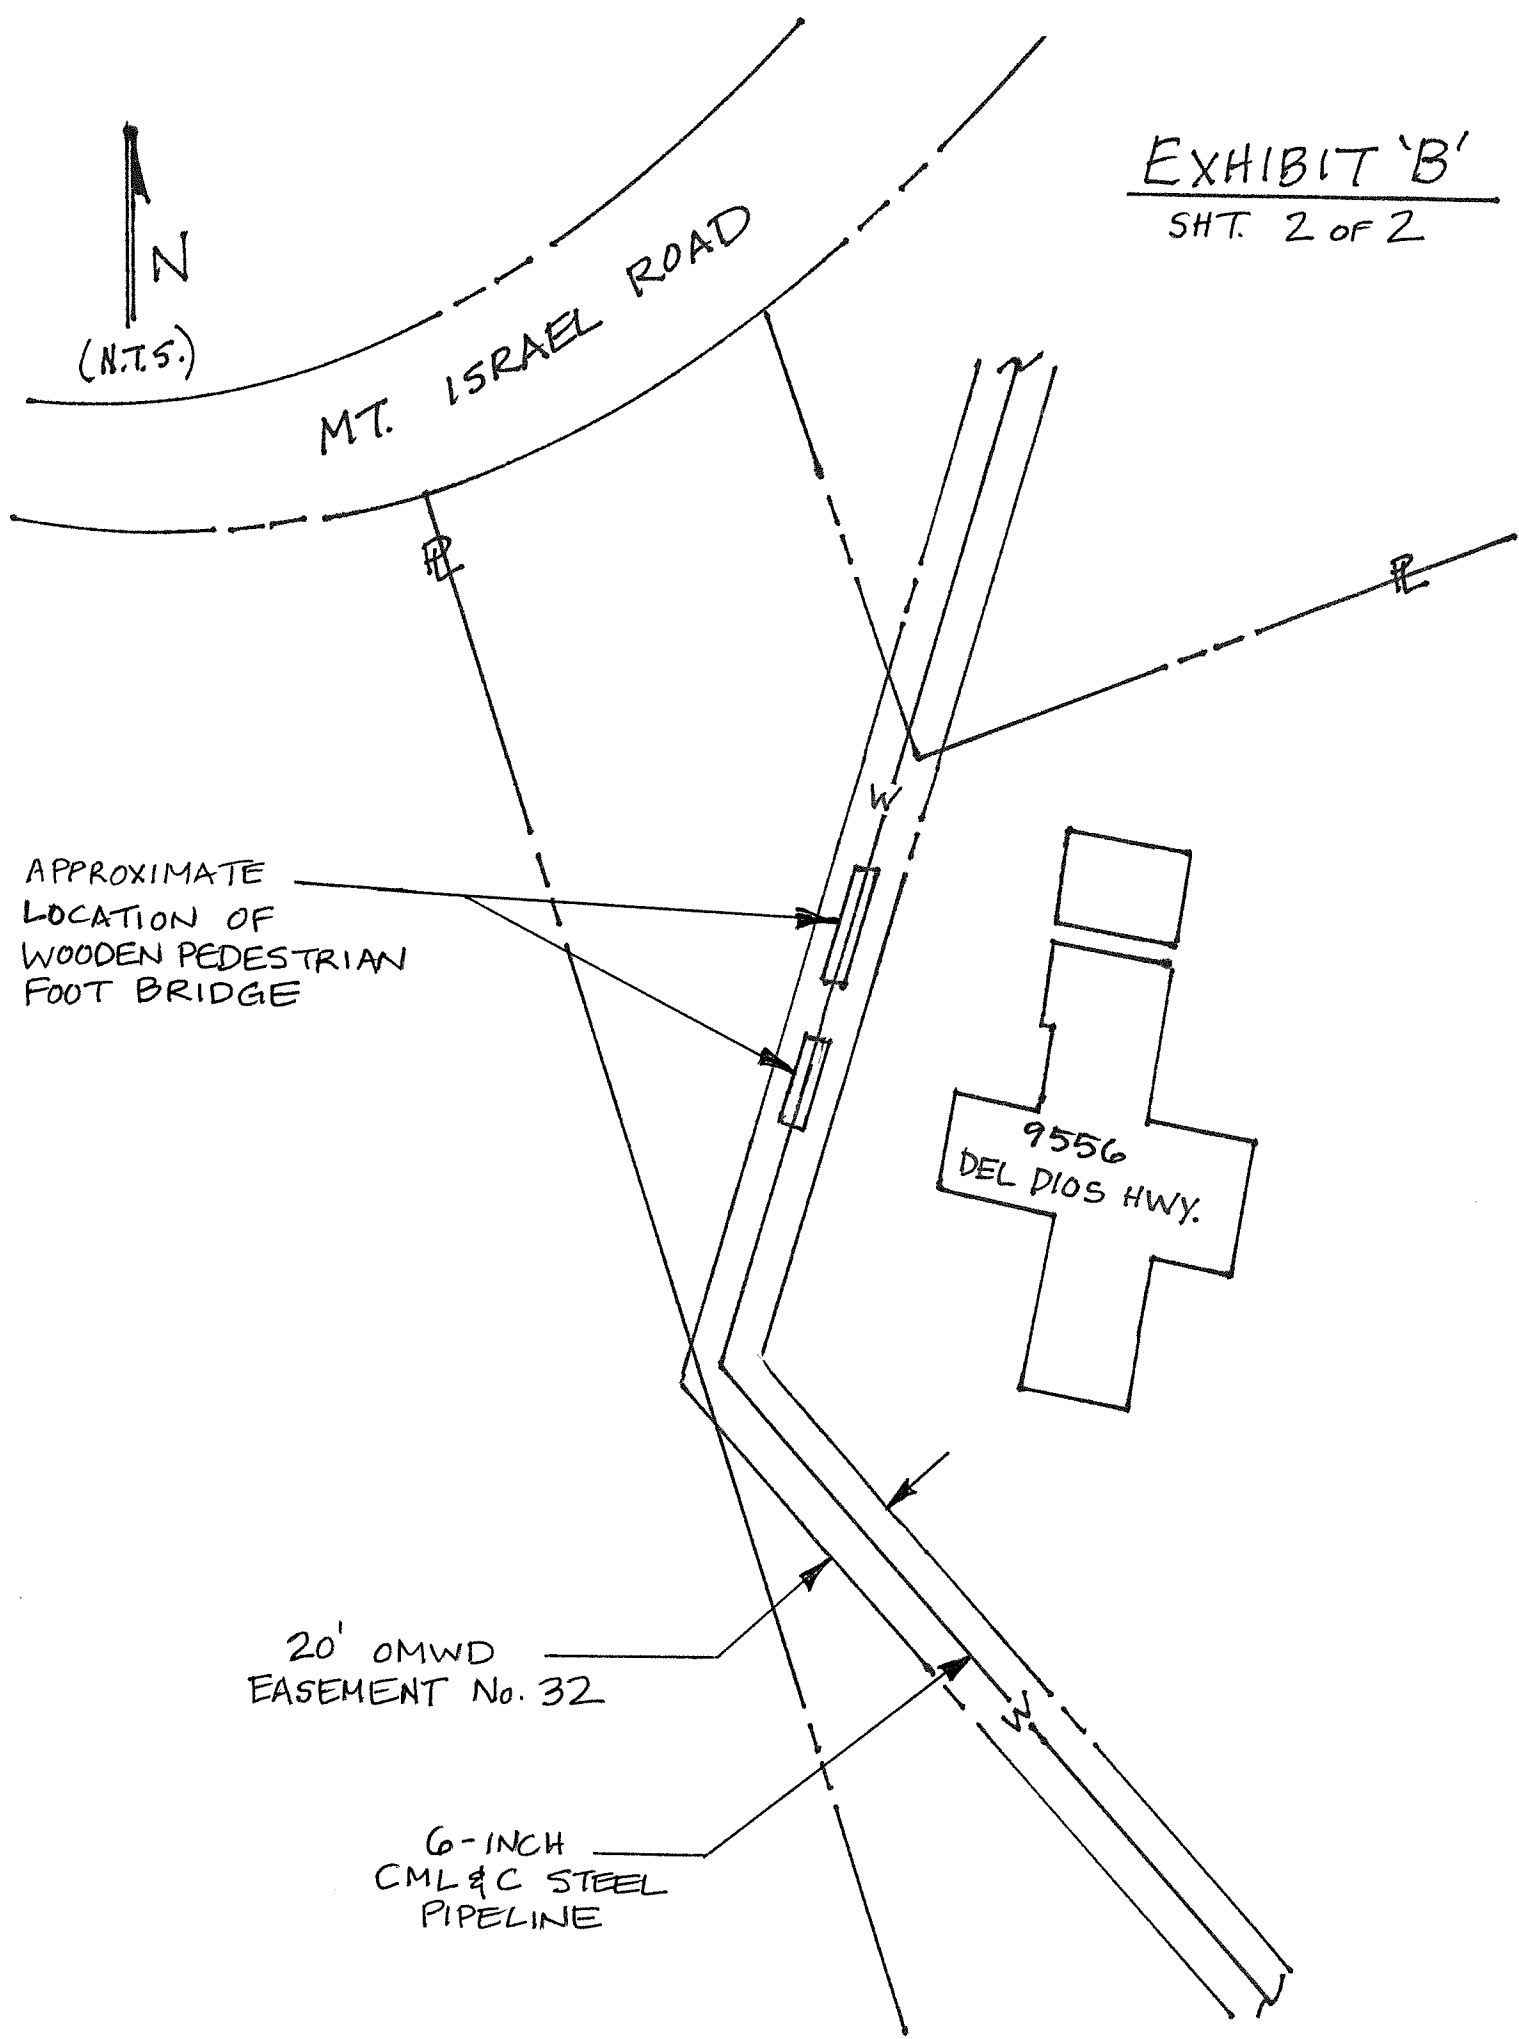 EXHIBIT 'B'
SHT. 2 OF 2
N
(N.T.S.)
MT. ISRAEL ROAD
PL
PL
W
APPROXIMATE
LOCATION OF
WOODEN PEDESTRIAN
FOOT BRIDGE
9556
DEL DIOS HWY.
20' OMWD
EASEMENT No. 32
W
6-INCH
CML & C STEEL
PIPELINE